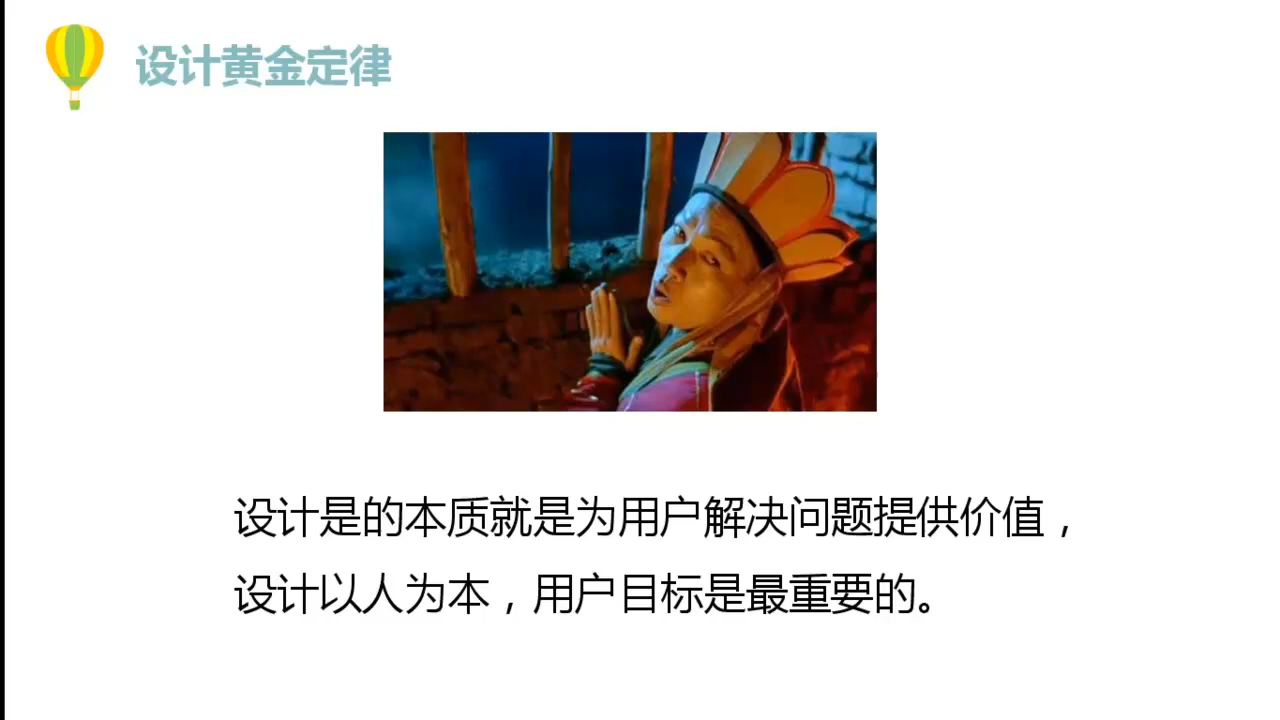 设计黄金定律
设计是的本质就是为用户解决问题提供价值，
设计以人为本，用户目标是最重要的。